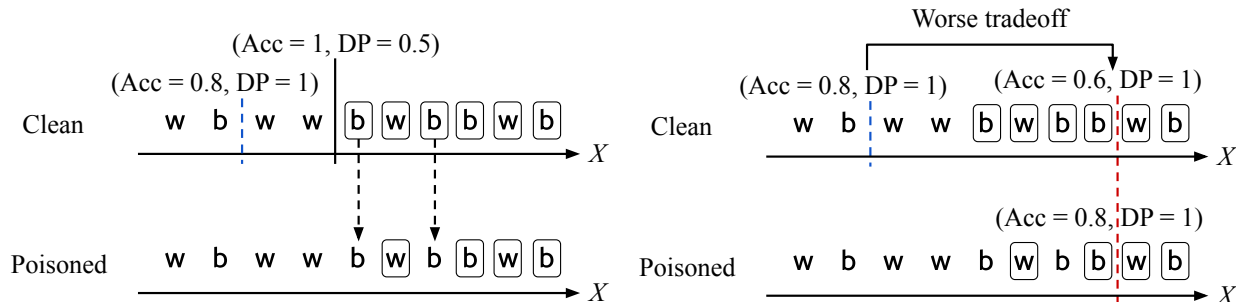 (Acc = 1, DP = 0.5)
(Acc = 0.8, DP = 1)
Clean w b w w b w b b w b
X
Poisoned w b w w b w b b w b
X
Worse tradeoff
(Acc = 0.8, DP = 1) (Acc = 0.6, DP = 1)
Clean w b w w b w b b w b
X
(Acc = 0.8, DP = 1)
Poisoned w b w w b w b b w b
X